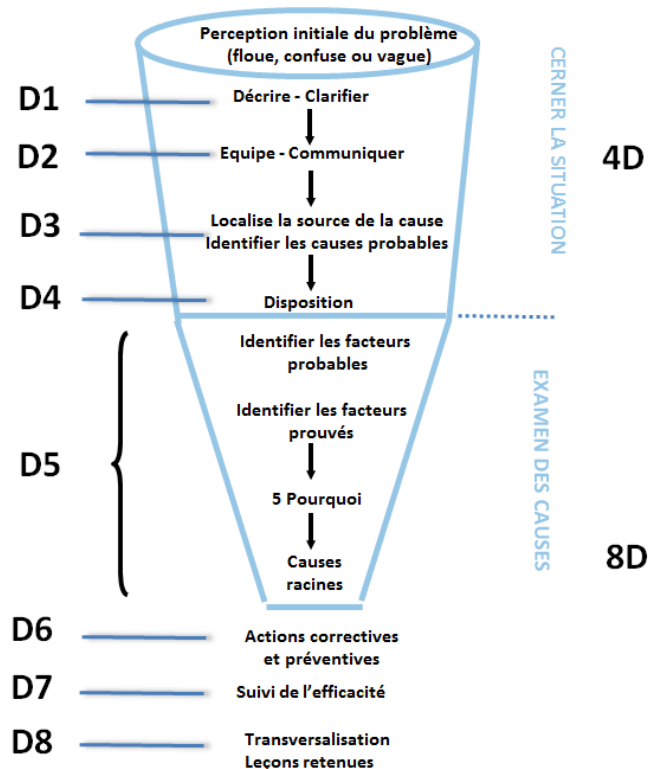 Perception initiale du problème
(floue, confuse ou vague)
D1
Décrire - Clarifier
D2
Equipe - Communiquer
D3
Localise la source de la cause
Identifier les causes probables
D4
Disposition
CERNER LA SITUATION
4D
Identifier les facteurs
probables
Identifier les facteurs
prouvés
D5
5 Pourquoi
Causes
racines
EXAMEN DES CAUSES
8D
D6
Actions correctives
et préventives
D7
Suivi de l'efficacité
D8
Transversalisation
Leçons retenues